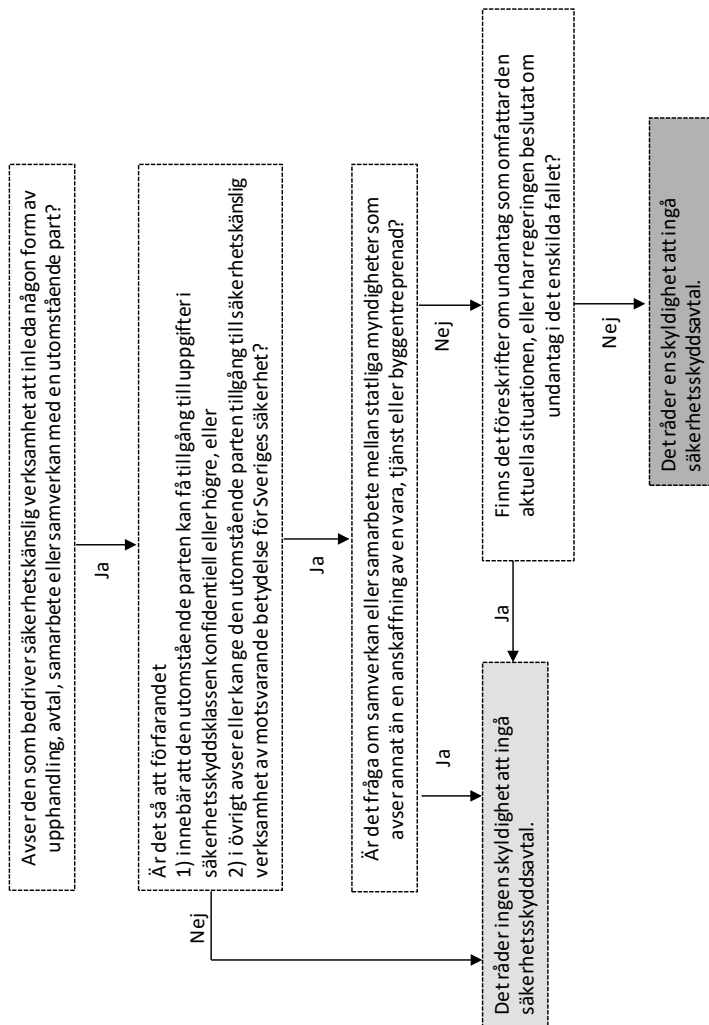 Avser den som bedriver säkerhetskänslig verksamhet att inleda någon form av
upphandling, avtal, samarbete eller samverkan med en utomstående part?
Ja
Är det så att förfarandet
1) innebär att den utomstående parten kan få tillgång till uppgifter i
säkerhetsskyddsklassen konfidentiell eller högre, eller
2) i övrigt avser eller kan ge den utomstående parten tillgång till säkerhetskänslig
verksamhet av motsvarande betydelse för Sveriges säkerhet?
Nej
Ja
Är det fråga om samverkan eller samarbete mellan statliga myndigheter som
avser annat än en anskaffning av en vara, tjänst eller byggentreprenad?
Ja
Nej
Finns det föreskrifter om undantag som omfattar den
aktuella situationen, eller har regeringen beslutat om
undantag i det enskilda fallet?
Ja
Nej
Det råder ingen skyldighet att ingå
säkerhetsskyddsavtal.
Det råder en skyldighet att ingå
säkerhetsskyddsavtal.